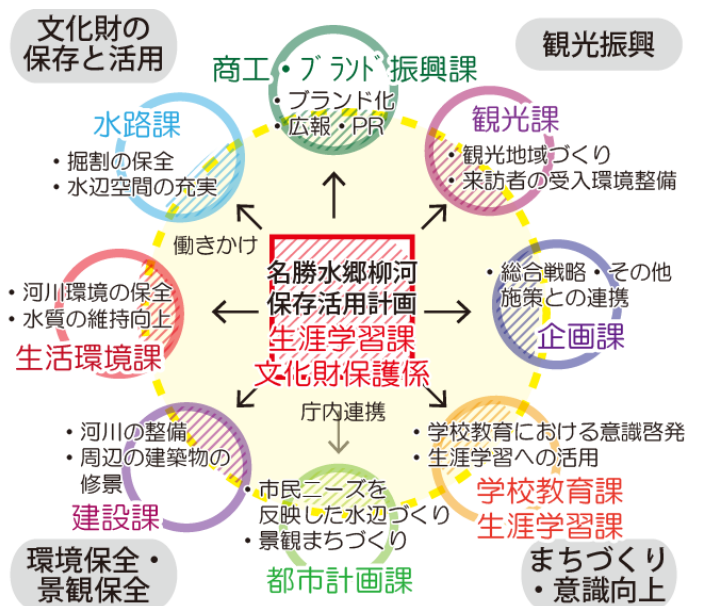 文化財の
保存と活用
観光振興
商工・ブランド振興課
・ブランド化
・広報・PR
水路課
・掘割の保全
・水辺空間の充実
観光課
・観光地域づくり
・来訪者の受入環境整備
働きかけ
名勝水郷柳河
保存活用計画
生涯学習課
文化財保護係
・河川環境の保全
・水質の維持向上
生活環境課
・総合戦略・その他
施策との連携
企画課
庁内連携
・河川の整備
・周辺の建築物の
修景
建設課
・市民ニーズを
反映した水辺づくり
・景観まちづくり
都市計画課
・学校教育における意識啓発
・生涯学習への活用
学校教育課
生涯学習課
環境保全・
景観保全
まちづくり
・意識向上